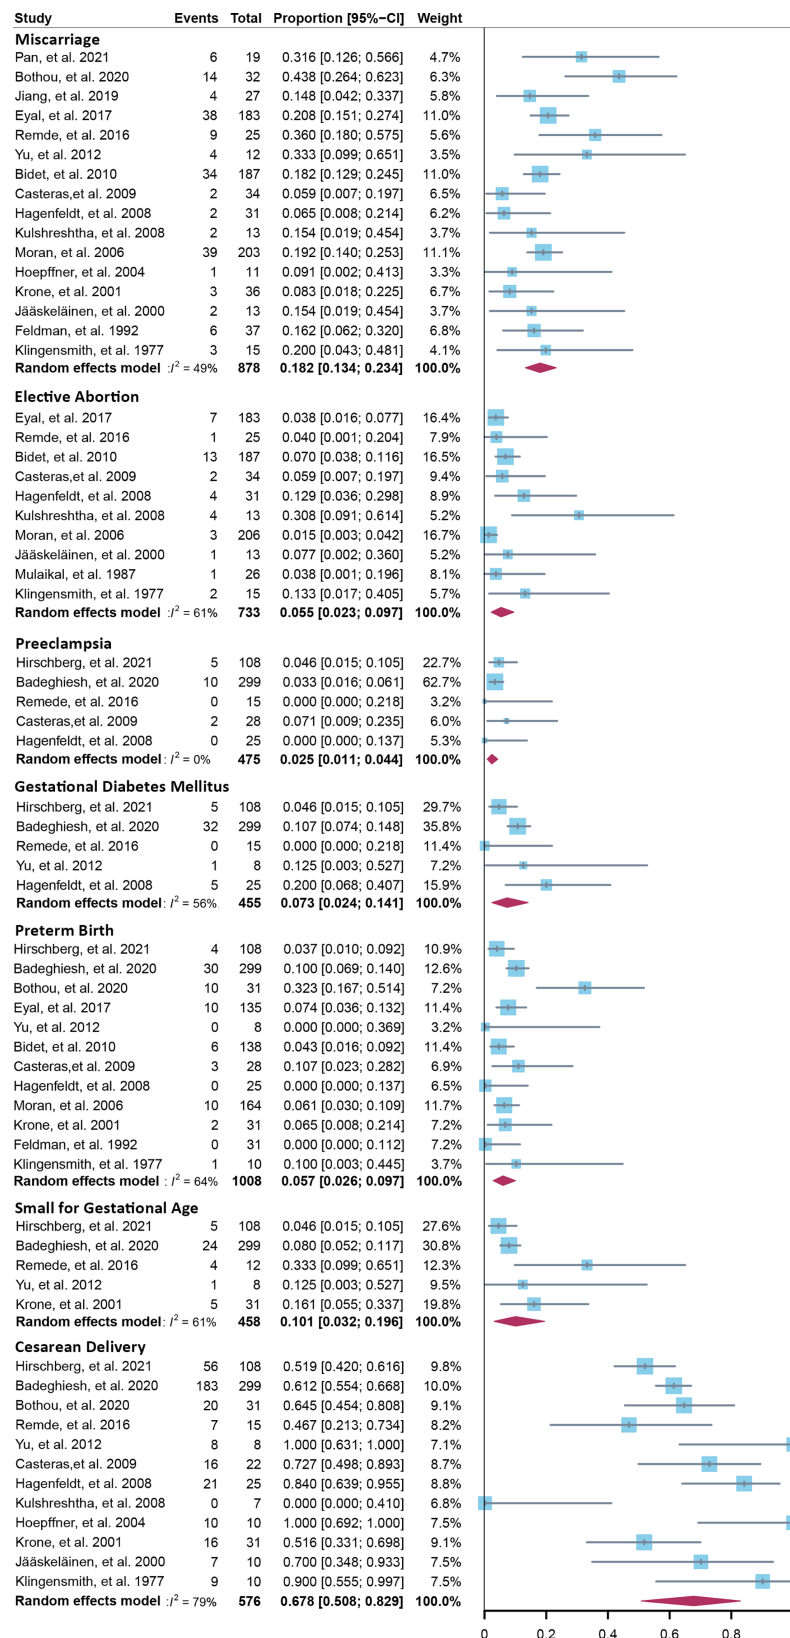 Study Events Total Proportion [95%−CI] Weight
Miscarriage
Pan, et al. 2021 6 19 0.316 [0.126; 0.566] 4.7%
Bothou, et al. 2020 14 32 0.438 [0.264; 0.623] 6.3%
Jiang, et al. 2019 4 27 0.148 [0.042; 0.337] 5.8%
Eyal, et al. 2017 38 183 0.208 [0.151; 0.274] 11.0%
Remde, et al. 2016 9 25 0.360 [0.180; 0.575] 5.6%
Yu, et al. 2012 4 12 0.333 [0.099; 0.651] 3.5%
Bidet, et al. 2010 34 187 0.182 [0.129; 0.245] 11.0%
Casteras,et al. 2009 2 34 0.059 [0.007; 0.197] 6.5%
Hagenfeldt, et al. 2008 2 31 0.065 [0.008; 0.214] 6.2%
Kulshreshtha, et al. 2008 2 13 0.154 [0.019; 0.454] 3.7%
Moran, et al. 2006 39 203 0.192 [0.140; 0.253] 11.1%
Hoepffner, et al. 2004 1 11 0.091 [0.002; 0.413] 3.3%
Krone, et al. 2001 3 36 0.083 [0.018; 0.225] 6.7%
Jääskeläinen, et al. 2000 2 13 0.154 [0.019; 0.454] 3.7%
Feldman, et al. 1992 6 37 0.162 [0.062; 0.320] 6.8%
Klingensmith, et al. 1977 3 15 0.200 [0.043; 0.481] 4.1%
Random effects model :I² = 49% 878 0.182 [0.134; 0.234] 100.0%
Elective Abortion
Eyal, et al. 2017 7 183 0.038 [0.016; 0.077] 16.4%
Remde, et al. 2016 1 25 0.040 [0.001; 0.204] 7.9%
Bidet, et al. 2010 13 187 0.070 [0.038; 0.116] 16.5%
Casteras,et al. 2009 2 34 0.059 [0.007; 0.197] 9.4%
Hagenfeldt, et al. 2008 4 31 0.129 [0.036; 0.298] 8.9%
Kulshreshtha, et al. 2008 4 13 0.308 [0.091; 0.614] 5.2%
Moran, et al. 2006 3 206 0.015 [0.003; 0.042] 16.7%
Jääskeläinen, et al. 2000 1 13 0.077 [0.002; 0.360] 5.2%
Mulaikal, et al. 1987 1 26 0.038 [0.001; 0.196] 8.1%
Klingensmith, et al. 1977 2 15 0.133 [0.017; 0.405] 5.7%
Random effects model :I² = 61% 733 0.055 [0.023; 0.097] 100.0%
Preeclampsia
Hirschberg, et al. 2021 5 108 0.046 [0.015; 0.105] 22.7%
Badeghiesh, et al. 2020 10 299 0.033 [0.016; 0.061] 62.7%
Remede, et al. 2016 0 15 0.000 [0.000; 0.218] 3.2%
Casteras,et al. 2009 2 28 0.071 [0.009; 0.235] 6.0%
Hagenfeldt, et al. 2008 0 25 0.000 [0.000; 0.137] 5.3%
Random effects model : I² = 0% 475 0.025 [0.011; 0.044] 100.0%
Gestational Diabetes Mellitus
Hirschberg, et al. 2021 5 108 0.046 [0.015; 0.105] 29.7%
Badeghiesh, et al. 2020 32 299 0.107 [0.074; 0.148] 35.8%
Remede, et al. 2016 0 15 0.000 [0.000; 0.218] 11.4%
Yu, et al. 2012 1 8 0.125 [0.003; 0.527] 7.2%
Hagenfeldt, et al. 2008 5 25 0.200 [0.068; 0.407] 15.9%
Random effects model: I² = 56% 455 0.073 [0.024; 0.141] 100.0%
Preterm Birth
Hirschberg, et al. 2021 4 108 0.037 [0.010; 0.092] 10.9%
Badeghiesh, et al. 2020 30 299 0.100 [0.069; 0.140] 12.6%
Bothou, et al. 2020 10 31 0.323 [0.167; 0.514] 7.2%
Eyal, et al. 2017 10 135 0.074 [0.036; 0.132] 11.4%
Yu, et al. 2012 0 8 0.000 [0.000; 0.369] 3.2%
Bidet, et al. 2010 6 138 0.043 [0.016; 0.092] 11.4%
Casteras,et al. 2009 3 28 0.107 [0.023; 0.282] 6.9%
Hagenfeldt, et al. 2008 0 25 0.000 [0.000; 0.137] 6.5%
Moran, et al. 2006 10 164 0.061 [0.030; 0.109] 11.7%
Krone, et al. 2001 2 31 0.065 [0.008; 0.214] 7.2%
Feldman, et al. 1992 0 31 0.000 [0.000; 0.112] 7.2%
Klingensmith, et al. 1977 1 10 0.100 [0.003; 0.445] 3.7%
Random effects model : I² = 64% 1008 0.057 [0.026; 0.097] 100.0%
Small for Gestational Age
Hirschberg, et al. 2021 5 108 0.046 [0.015; 0.105] 27.6%
Badeghiesh, et al. 2020 24 299 0.080 [0.052; 0.117] 30.8%
Remede, et al. 2016 4 12 0.333 [0.099; 0.651] 12.3%
Yu, et al. 2012 1 8 0.125 [0.003; 0.527] 9.5%
Krone, et al. 2001 5 31 0.161 [0.055; 0.337] 19.8%
Random effects model : I² = 61% 458 0.101 [0.032; 0.196] 100.0%
Cesarean Delivery
Hirschberg, et al. 2021 56 108 0.519 [0.420; 0.616] 9.8%
Badeghiesh, et al. 2020 183 299 0.612 [0.554; 0.668] 10.0%
Bothou, et al. 2020 20 31 0.645 [0.454; 0.808] 9.1%
Remde, et al. 2016 7 15 0.467 [0.213; 0.734] 8.2%
Yu, et al. 2012 8 8 1.000 [0.631; 1.000] 7.1%
Casteras,et al. 2009 16 22 0.727 [0.498; 0.893] 8.7%
Hagenfeldt, et al. 2008 21 25 0.840 [0.639; 0.955] 8.8%
Kulshreshtha, et al. 2008 0 7 0.000 [0.000; 0.410] 6.8%
Hoepffner, et al. 2004 10 10 1.000 [0.692; 1.000] 7.5%
Krone, et al. 2001 16 31 0.516 [0.331; 0.698] 9.1%
Jääskeläinen, et al. 2000 7 10 0.700 [0.348; 0.933] 7.5%
Klingensmith, et al. 1977 9 10 0.900 [0.555; 0.997] 7.5%
Random effects model :I² = 79% 576 0.678 [0.508; 0.829] 100.0%
0 0.2 0.4 0.6 0.8